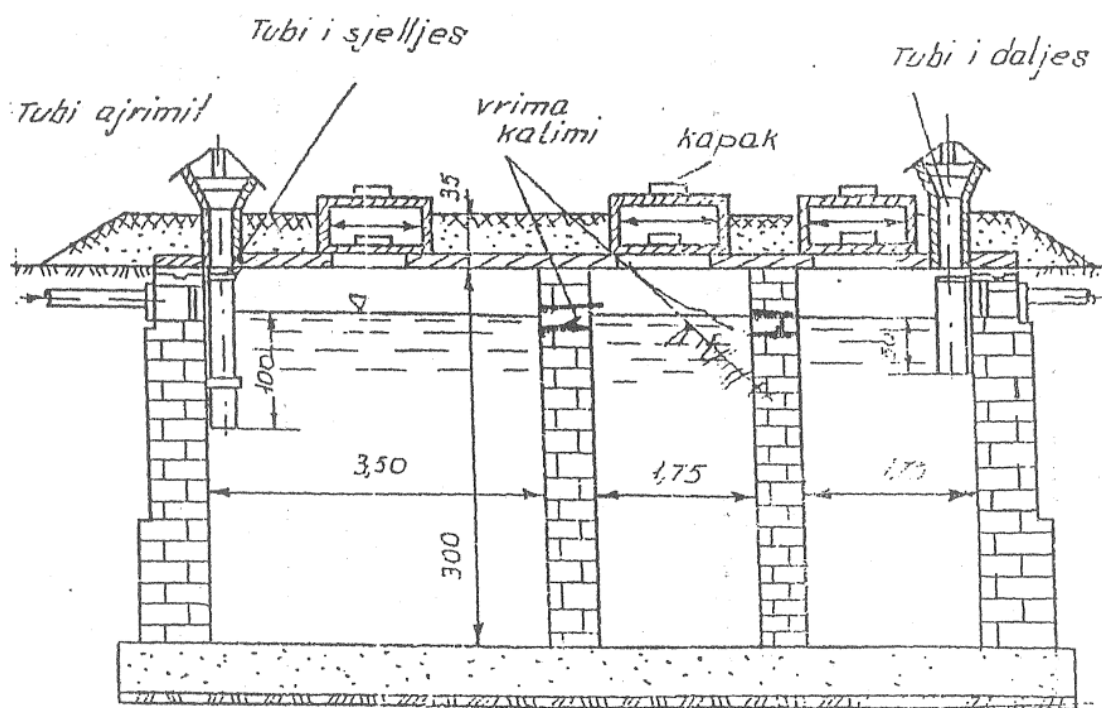 Tubi i sjelljes
Tubi i daljes
Tubi ajrimit
vrima
kalimi
kapak
35
100
3,50
1,75
300